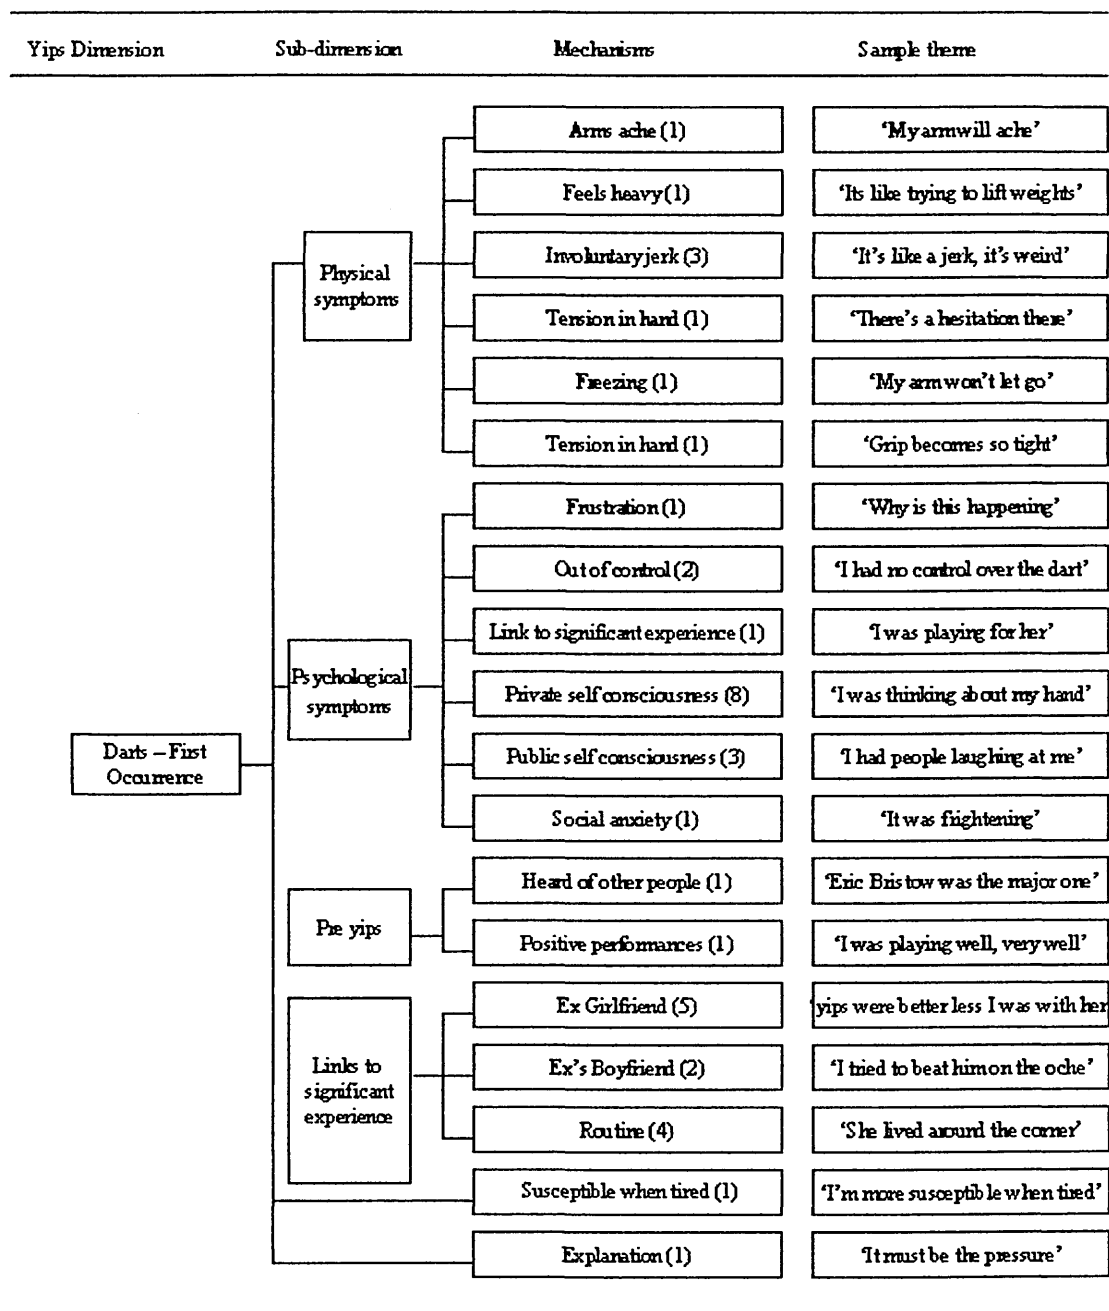 Yips Dimension Sub-dimension Mechanisms Sample theme
Arms ache (1) ‘My arm will ache’
Feels heavy (1) ‘Its like trying to lift weights’
Physical
symptoms
Involuntary jerk (3) ‘It's like a jerk, it's weird’
Tension in hand (1) ‘There's a hesitation there’
Freezing (1) ‘My arm won't let go’
Tension in hand (1) ‘Grip becomes so tight’
Frustration (1) ‘Why is this happening’
Out of control (2) ‘I had no control over the dart’
Link to significant experience (1) ‘I was playing for her’
Psychological
symptoms
Private self consciousness (8) ‘I was thinking about my hand’
Darts – First
Occurrence
Public self consciousness (3) ‘I had people laughing at me’
Social anxiety (1) ‘It was frightening’
Heard of other people (1) ‘Eric Bristow was the major one’
Pre yips
Positive performances (1) ‘I was playing well, very well’
Ex Girlfriend (5) ‘yips were better less I was with her
Links to
significant
experience
Ex's Boyfriend (2) ‘I tried to beat him on the oche’
Routine (4) ‘She lived around the corner’
Susceptible when tired (1) ‘I'm more susceptible when tired’
Explanation (1) ‘It must be the pressure’